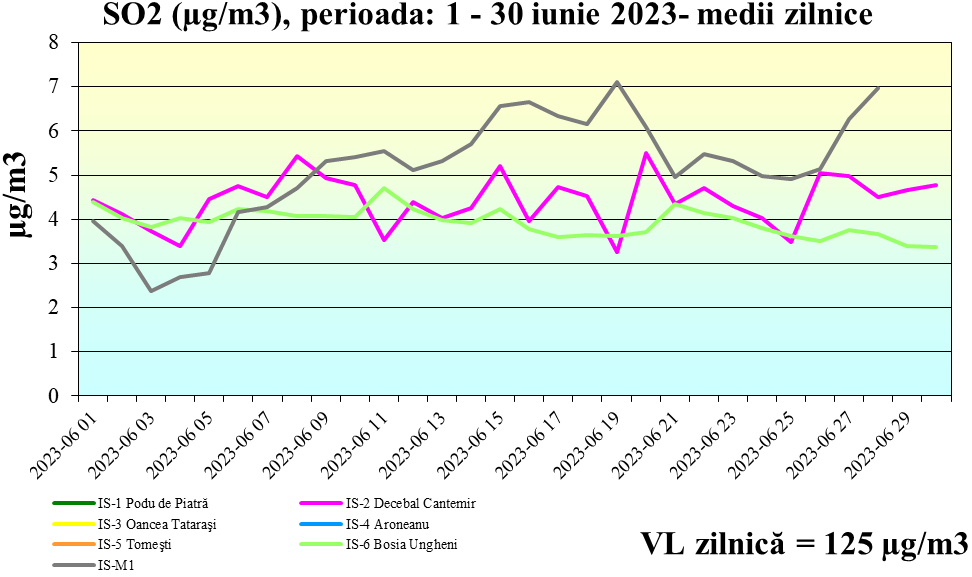 SO2 (µg/m3), perioada: 1 - 30 iunie 2023- medii zilnice
µg/m3
8
7
6
5
4
3
2
1
0
2023-06 01
2023-06 03
2023-06 05
2023-06 07
2023-06 09
2023-06 11
2023-06 13
2023-06 15
2023-06 17
2023-06 19
2023-06 21
2023-06 23
2023-06 25
2023-06 27
2023-06 29
IS-1 Podu de Piatră
IS-2 Decebal Cantemir
IS-3 Oancea Tataraşi
IS-4 Aroneanu
IS-5 Tomeşti
IS-6 Bosia Ungheni
IS-M1
VL zilnică = 125 µg/m3